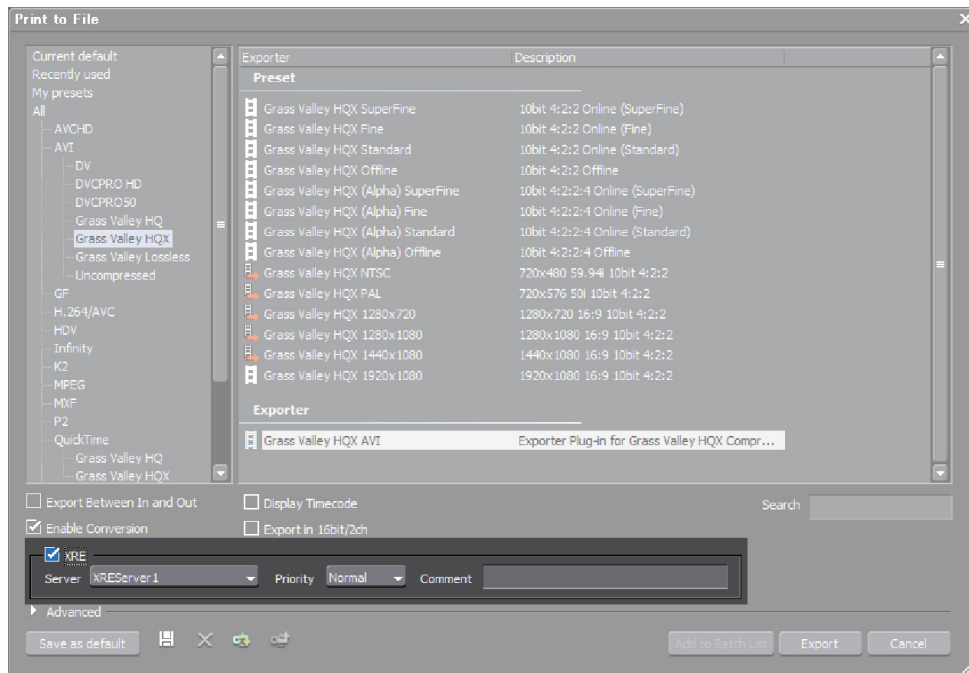 Print to File
Current default
Recently used
My presets
All
AVCHD
AVI
DV
DVCPRO HD
DVCPRO50
Grass Valley HQ
Grass Valley HQX
Grass Valley Lossless
Uncompressed
GF
H.264/AVC
HDV
Infinity
K2
MPEG
MXF
P2
QuickTime
Grass Valley HQ
Grass Valley HQX
Exporter Description
Preset
Grass Valley HQX SuperFine 10bit 4:2:2 Online (SuperFine)
Grass Valley HQX Fine 10bit 4:2:2 Online (Fine)
Grass Valley HQX Standard 10bit 4:2:2 Online (Standard)
Grass Valley HQX Offline 10bit 4:2:2 Offline
Grass Valley HQX (Alpha) SuperFine 10bit 4:2:2:4 Online (SuperFine)
Grass Valley HQX (Alpha) Fine 10bit 4:2:2:4 Online (Fine)
Grass Valley HQX (Alpha) Standard 10bit 4:2:2:4 Online (Standard)
Grass Valley HQX (Alpha) Offline 10bit 4:2:2:4 Offline
Grass Valley HQX NTSC 720x480 59.94i 10bit 4:2:2
Grass Valley HQX PAL 720x576 50i 10bit 4:2:2
Grass Valley HQX 1280x720 1280x720 16:9 10bit 4:2:2
Grass Valley HQX 1280x1080 1280x1080 16:9 10bit 4:2:2
Grass Valley HQX 1440x1080 1440x1080 16:9 10bit 4:2:2
Grass Valley HQX 1920x1080 1920x1080 16:9 10bit 4:2:2
Exporter
Grass Valley HQX AVI Exporter Plug-in for Grass Valley HQX Compr...
Export Between In and Out Display Timecode Search
Enable Conversion Export in 16bit/2ch
XRE
Server XREServer1 Priority Normal Comment
Advanced
Save as default Add to Batch List Export Cancel